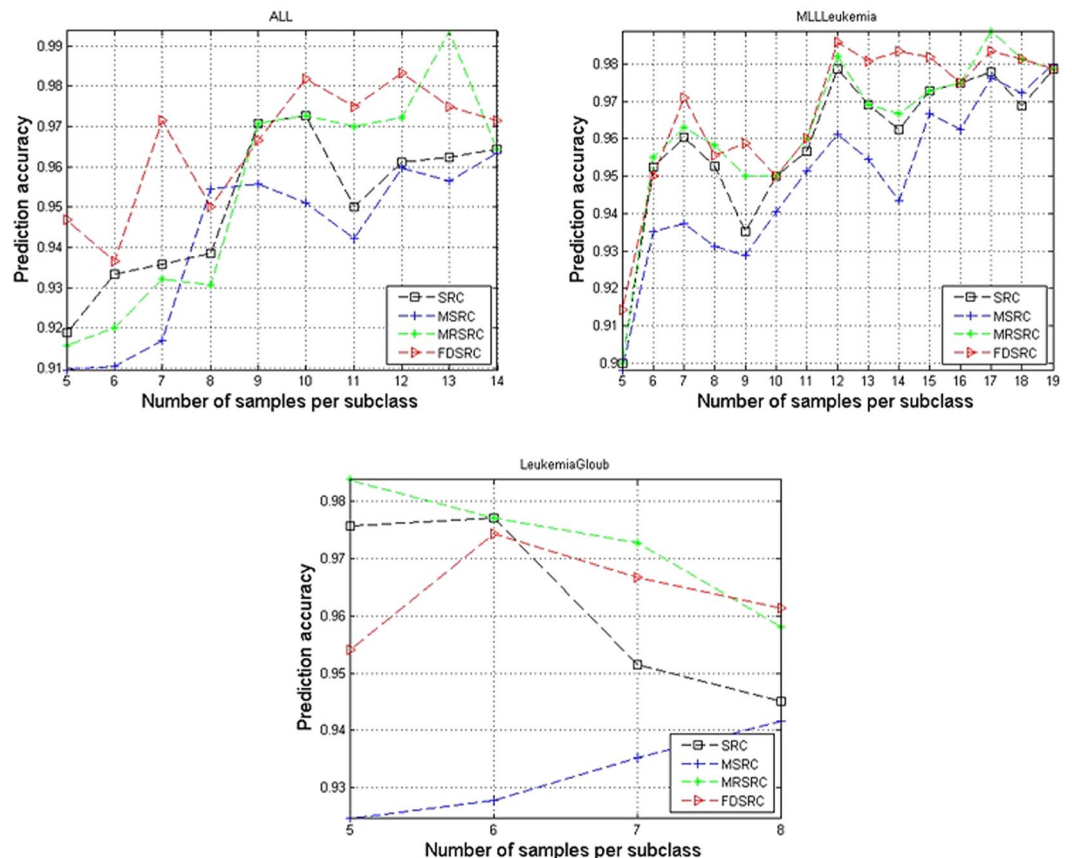 ALL
Prediction accuracy
0.99
0.98
0.97
0.96
0.95
0.94
0.93
0.92
0.91
5 6 7 8 9 10 11 12 13 14
Number of samples per subclass
SRC
MSRC
MRSRC
FDSRC
MLLLeukemia
Prediction accuracy
0.98
0.97
0.96
0.95
0.94
0.93
0.92
0.91
0.9
5 6 7 8 9 10 11 12 13 14 15 16 17 18 19
Number of samples per subclass
SRC
MSRC
MRSRC
FDSRC
LeukemiaGloub
Prediction accuracy
0.98
0.97
0.96
0.95
0.94
0.93
5 6 7 8
Number of samples per subclass
SRC
MSRC
MRSRC
FDSRC